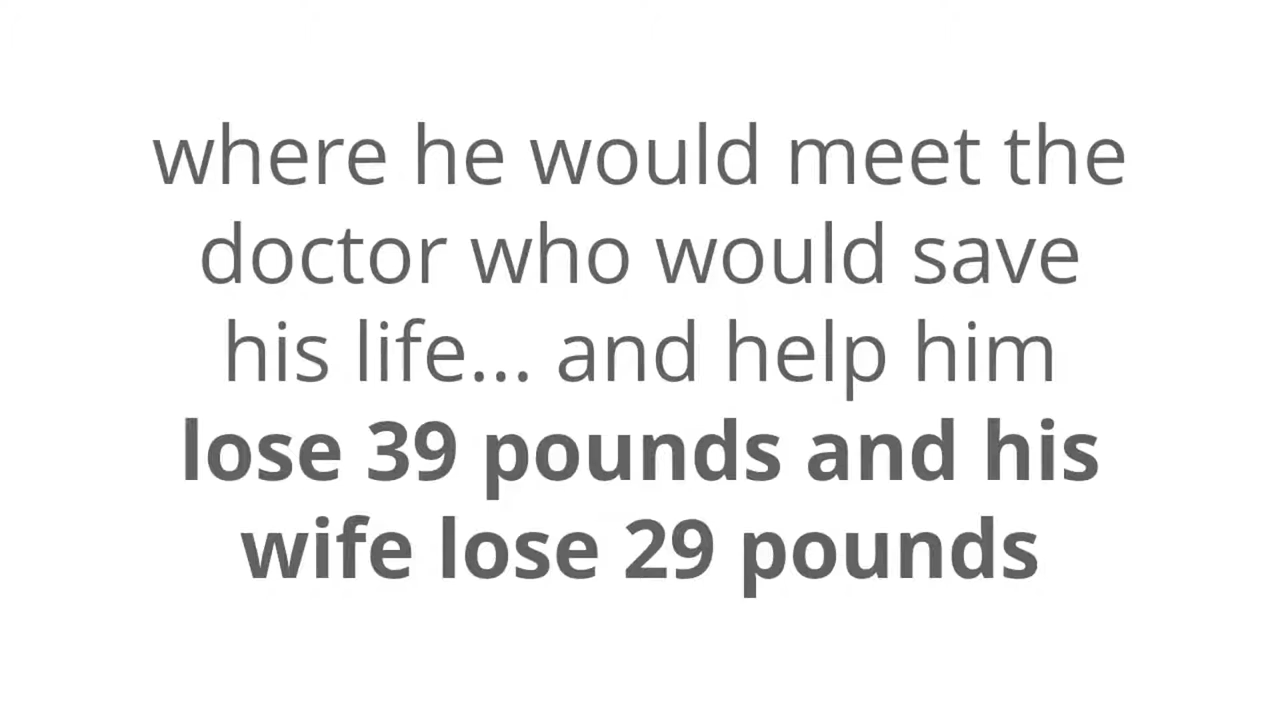 where he would meet the
doctor who would save
his life... and help him
lose 39 pounds and his
wife lose 29 pounds